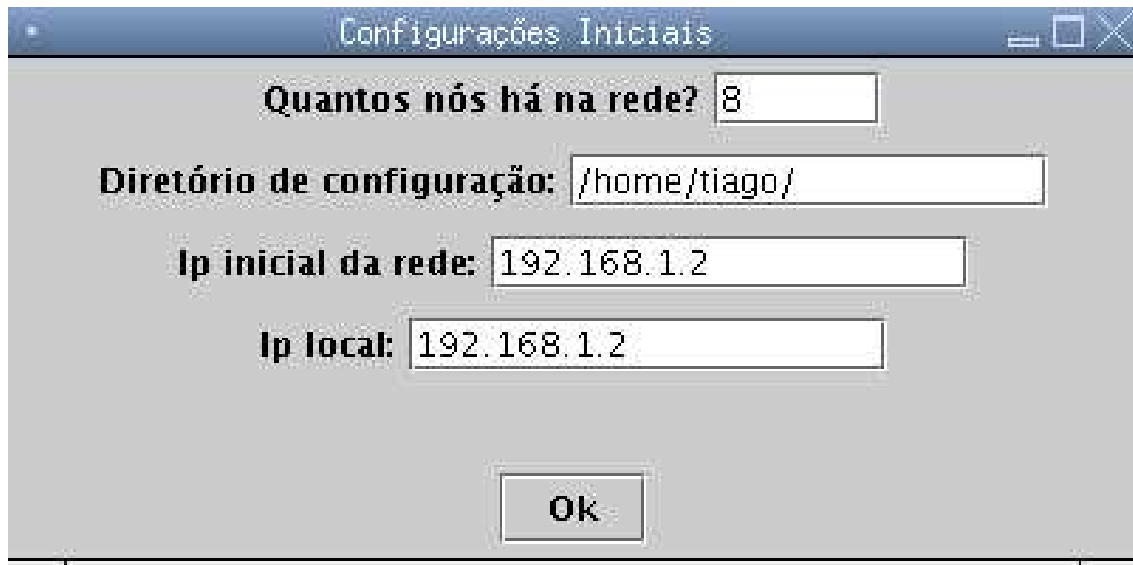 Configurações Iniciais
Quantos nós há na rede? 8
Diretório de configuração: /home/tiago/
Ip inicial da rede: 192.168.1.2
Ip local: 192.168.1.2
Ok